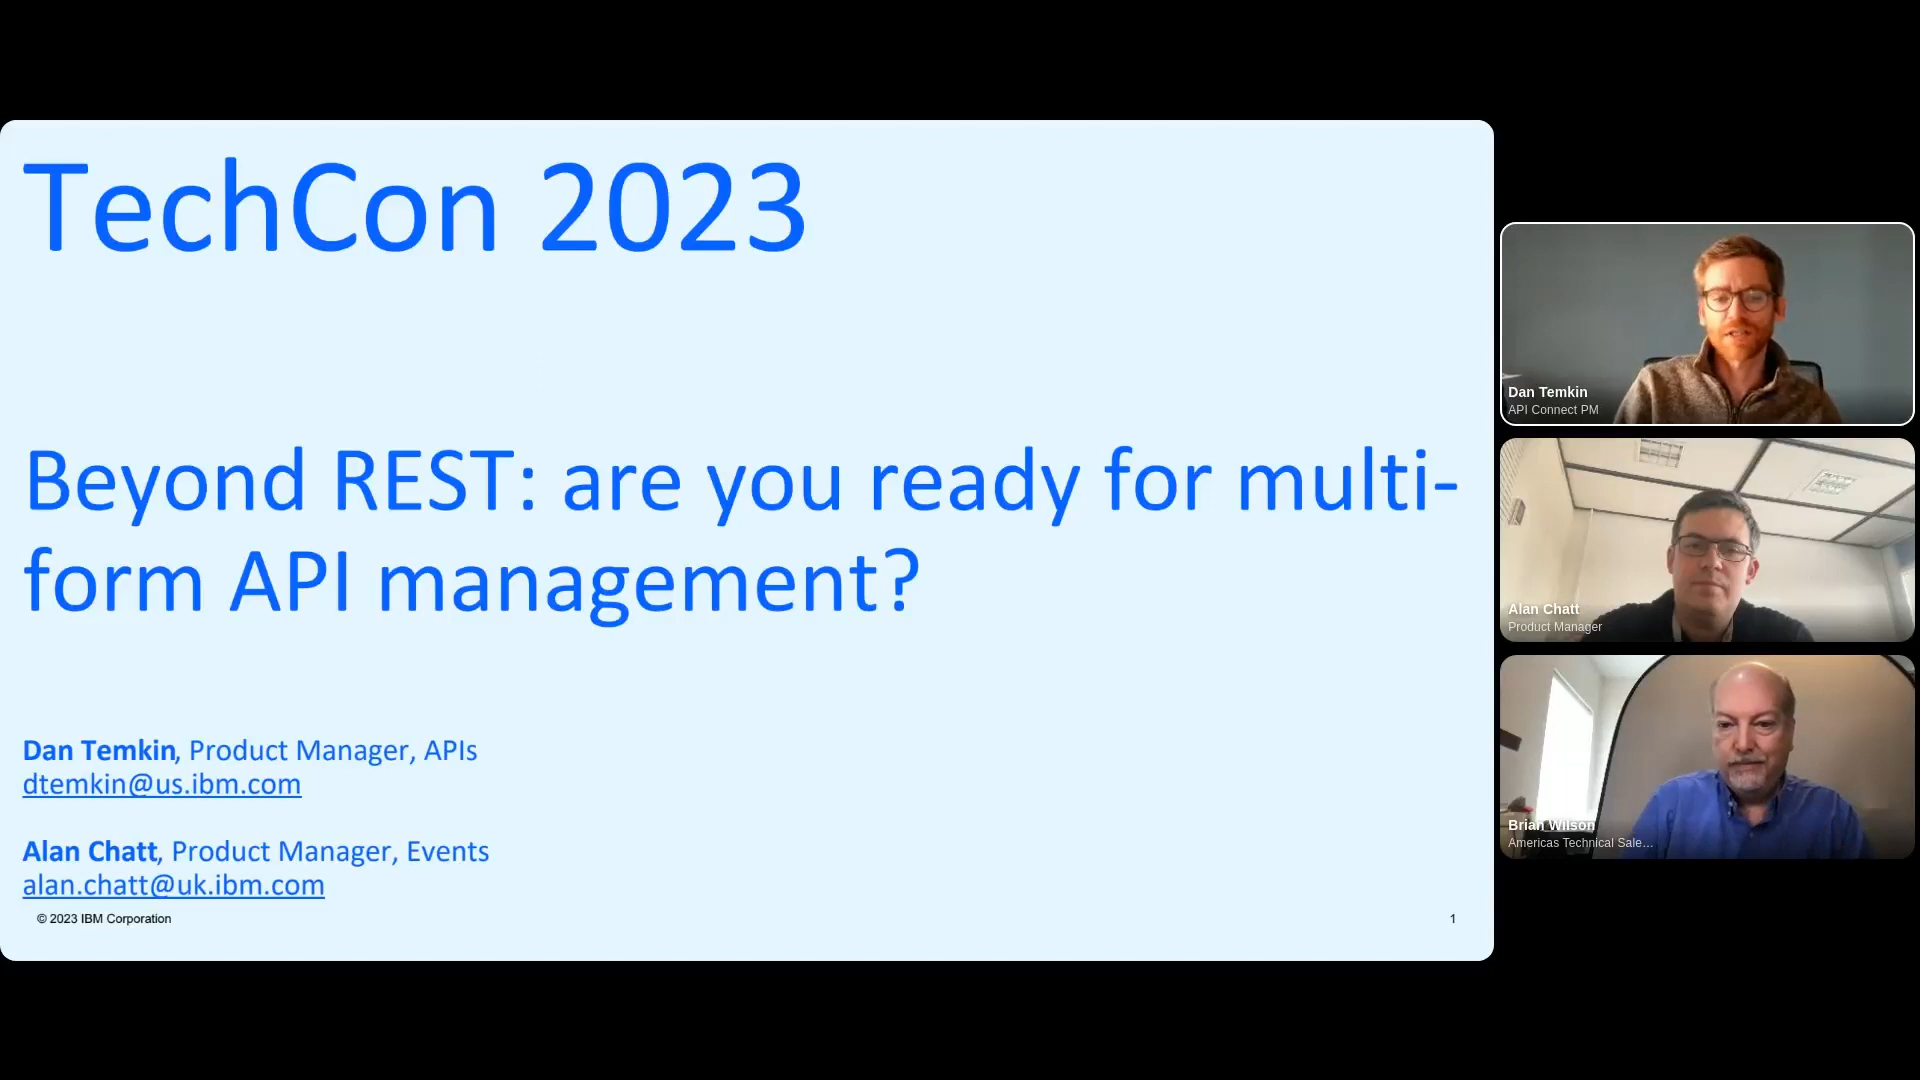 TechCon 2023
Beyond REST: are you ready for multi-
form API management?
Dan Temkin, Product Manager, APIs
dtemkin@us.ibm.com
Alan Chatt, Product Manager, Events
alan.chatt@uk.ibm.com
© 2023 IBM Corporation
1
Dan Temkin
API Connect PM
Alan Chatt
Product Manager
Brian Wilson
Americas Technical Sale...